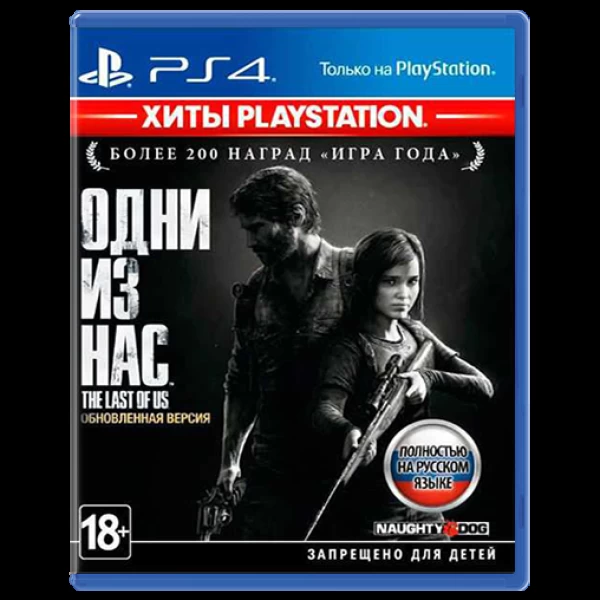 PS4
Только на PlayStation®
ХИТЫ PLAYSTATION®
БОЛЕЕ 200 НАГРАД «ИГРА ГОДА»
ОДНИ
ИЗ
НАС™
THE LAST OF US
ОБНОВЛЕННАЯ ВЕРСИЯ
ПОЛНОСТЬЮ
НА РУССКОМ
ЯЗЫКЕ
18+
NAUGHTY DOG
ЗАПРЕЩЕНО ДЛЯ ДЕТЕЙ